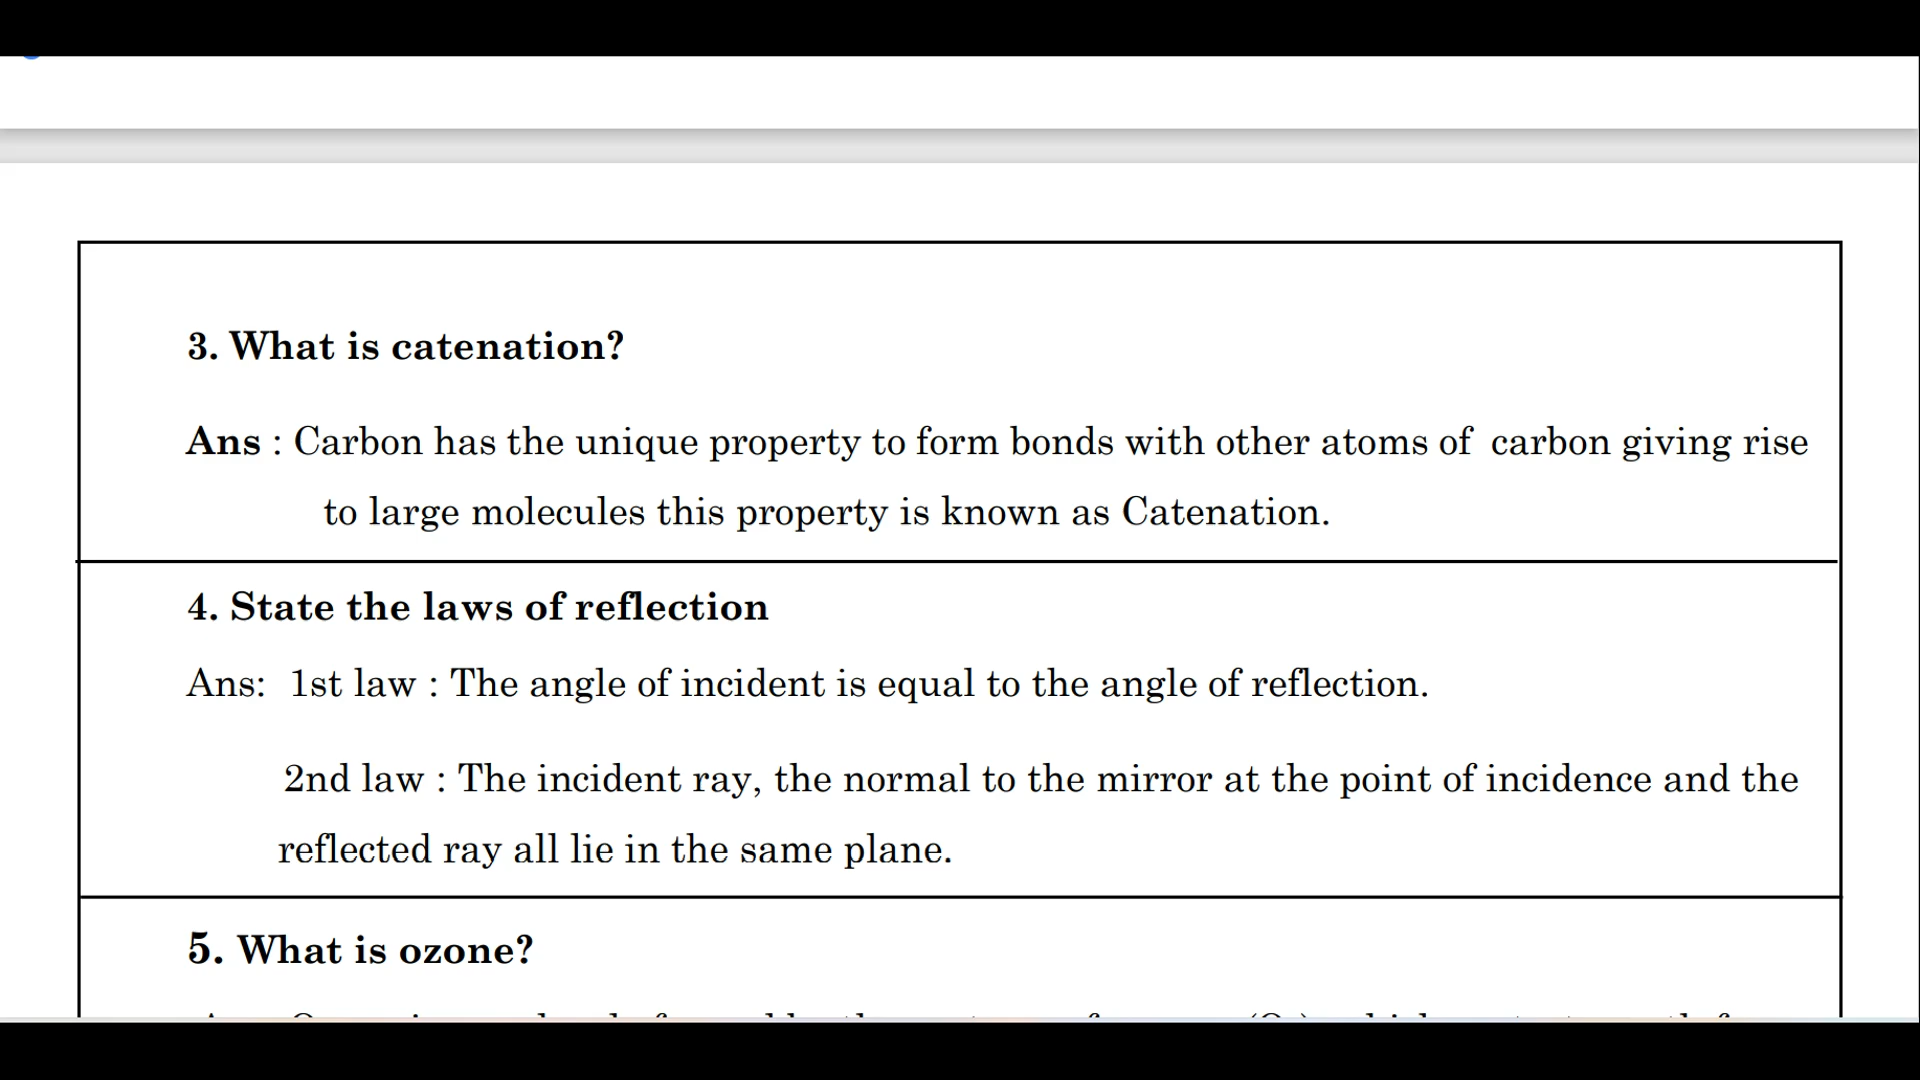 3. What is catenation?
Ans : Carbon has the unique property to form bonds with other atoms of carbon giving rise
to large molecules this property is known as Catenation.
4. State the laws of reflection
Ans: 1st law : The angle of incident is equal to the angle of reflection.
2nd law : The incident ray, the normal to the mirror at the point of incidence and the
reflected ray all lie in the same plane.
5. What is ozone?